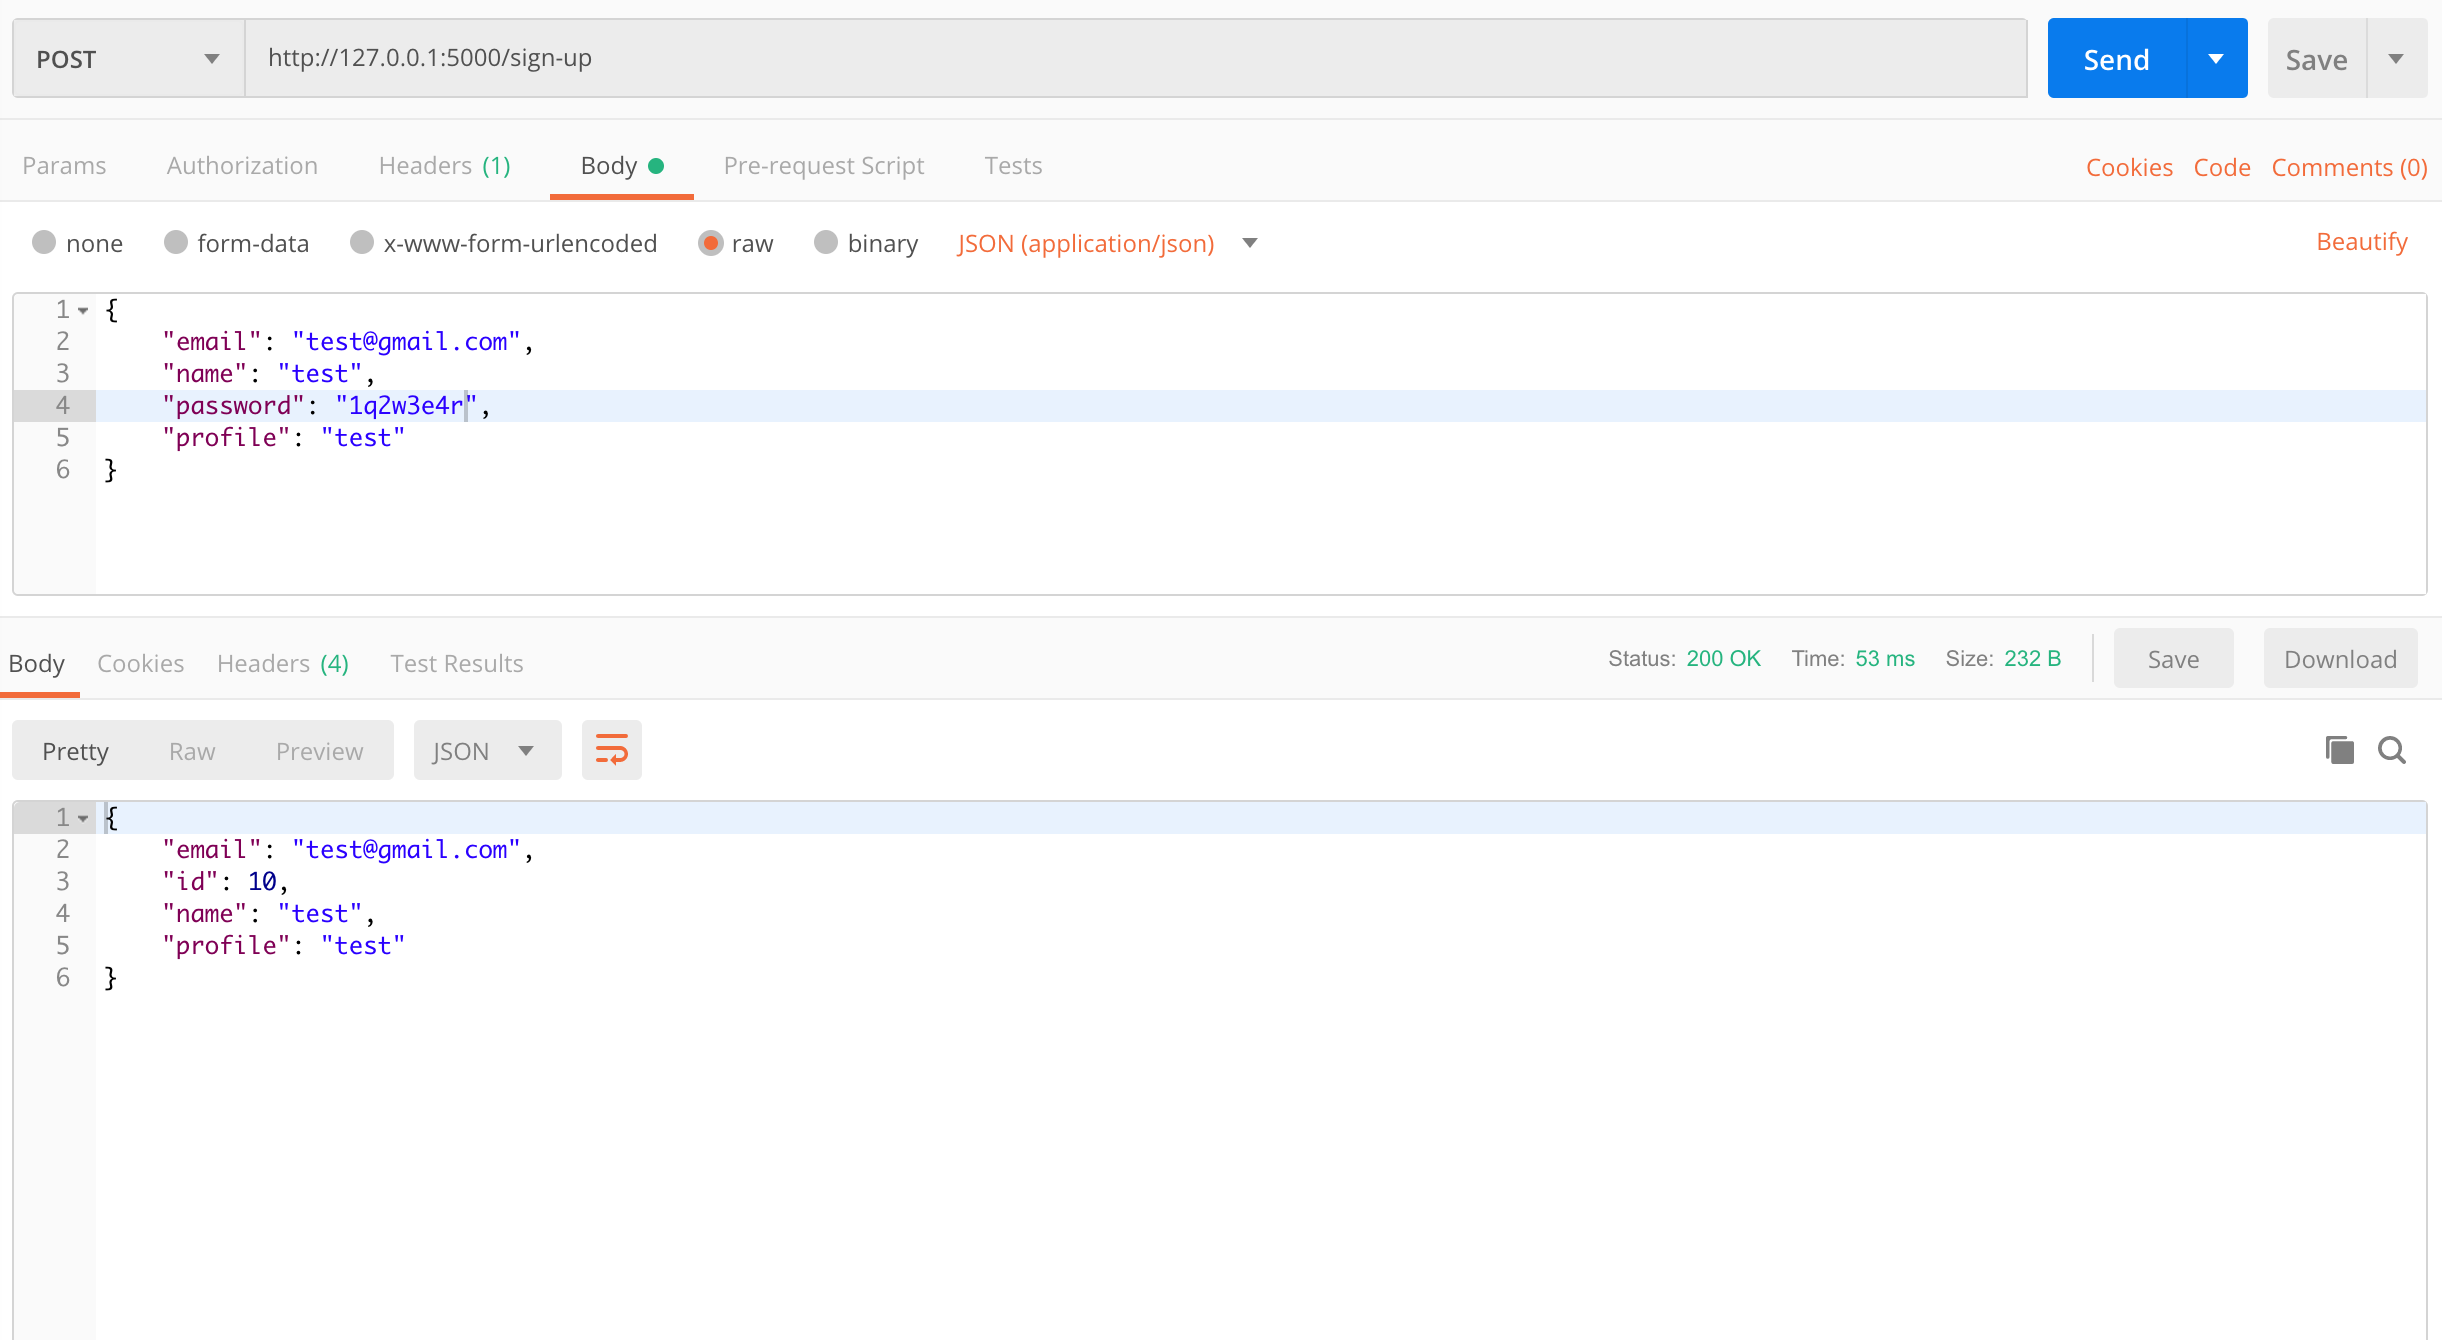 POST http://127.0.0.1:5000/sign-up Send Save
Params Authorization Headers (1) Body Pre-request Script Tests Cookies Code Comments (0)
none form-data x-www-form-urlencoded raw binary JSON (application/json) Beautify
1 {
2 "email": "test@gmail.com",
3 "name": "test",
4 "password": "1q2w3e4r",
5 "profile": "test"
6 }
Body Cookies Headers (4) Test Results Status: 200 OK Time: 53 ms Size: 232 B Save Download
Pretty Raw Preview JSON
1 {
2 "email": "test@gmail.com",
3 "id": 10,
4 "name": "test",
5 "profile": "test"
6 }